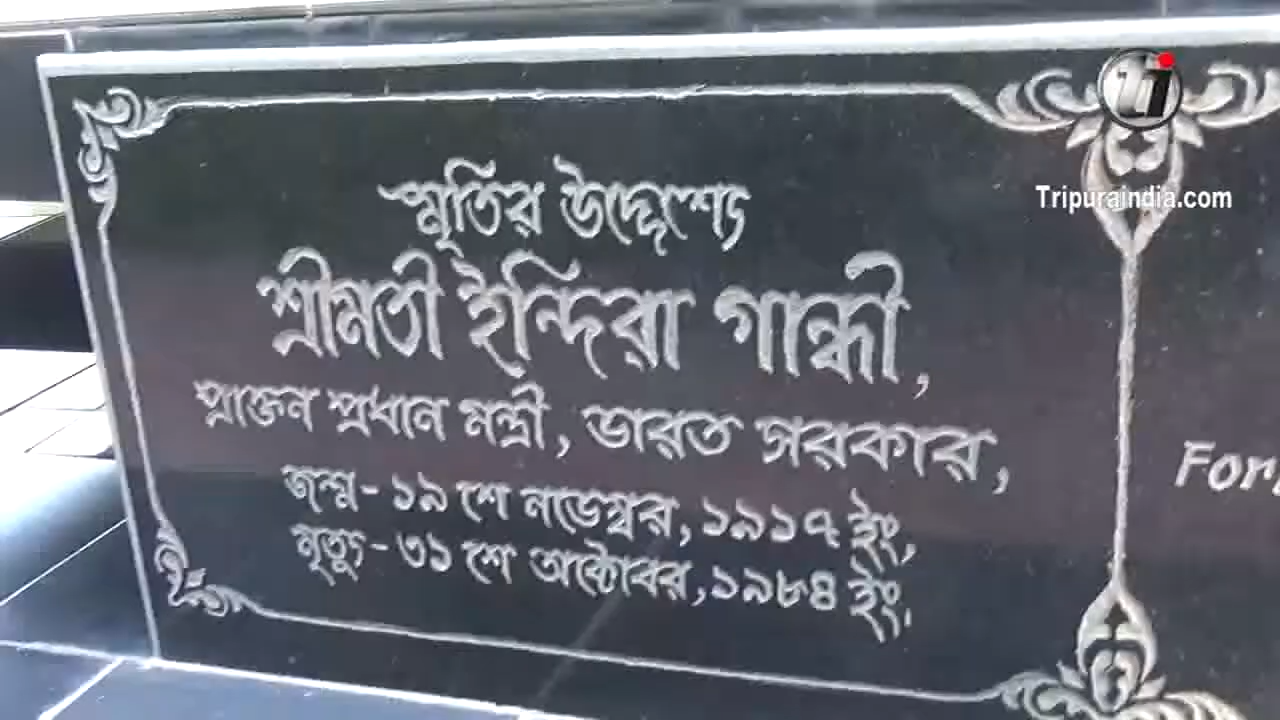 স্মৃতির উদ্দেশ্যে
শ্রীমতী ইন্দিরা গান্ধী,
প্রাক্তন প্রধান মন্ত্রী, ভারত সরকার,
জন্ম - ১৯ শে নভেম্বর, ১৯১৭ ইং,
মৃত্যু - ৩১ শে অক্টোবর, ১৯৮৪ ইং.
ti
Tripuraindia.com